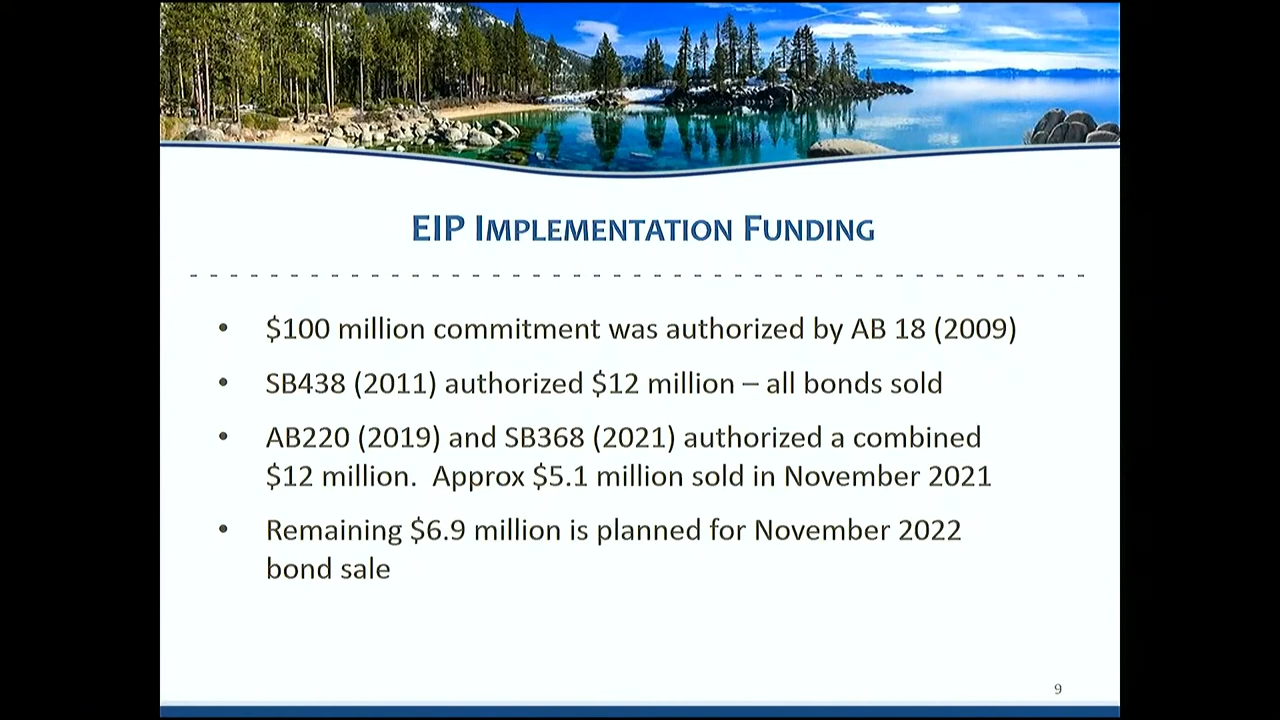 EIP IMPLEMENTATION FUNDING
• $100 million commitment was authorized by AB 18 (2009)
• SB438 (2011) authorized $12 million – all bonds sold
• AB220 (2019) and SB368 (2021) authorized a combined
$12 million.  Approx $5.1 million sold in November 2021
• Remaining $6.9 million is planned for November 2022
bond sale
9